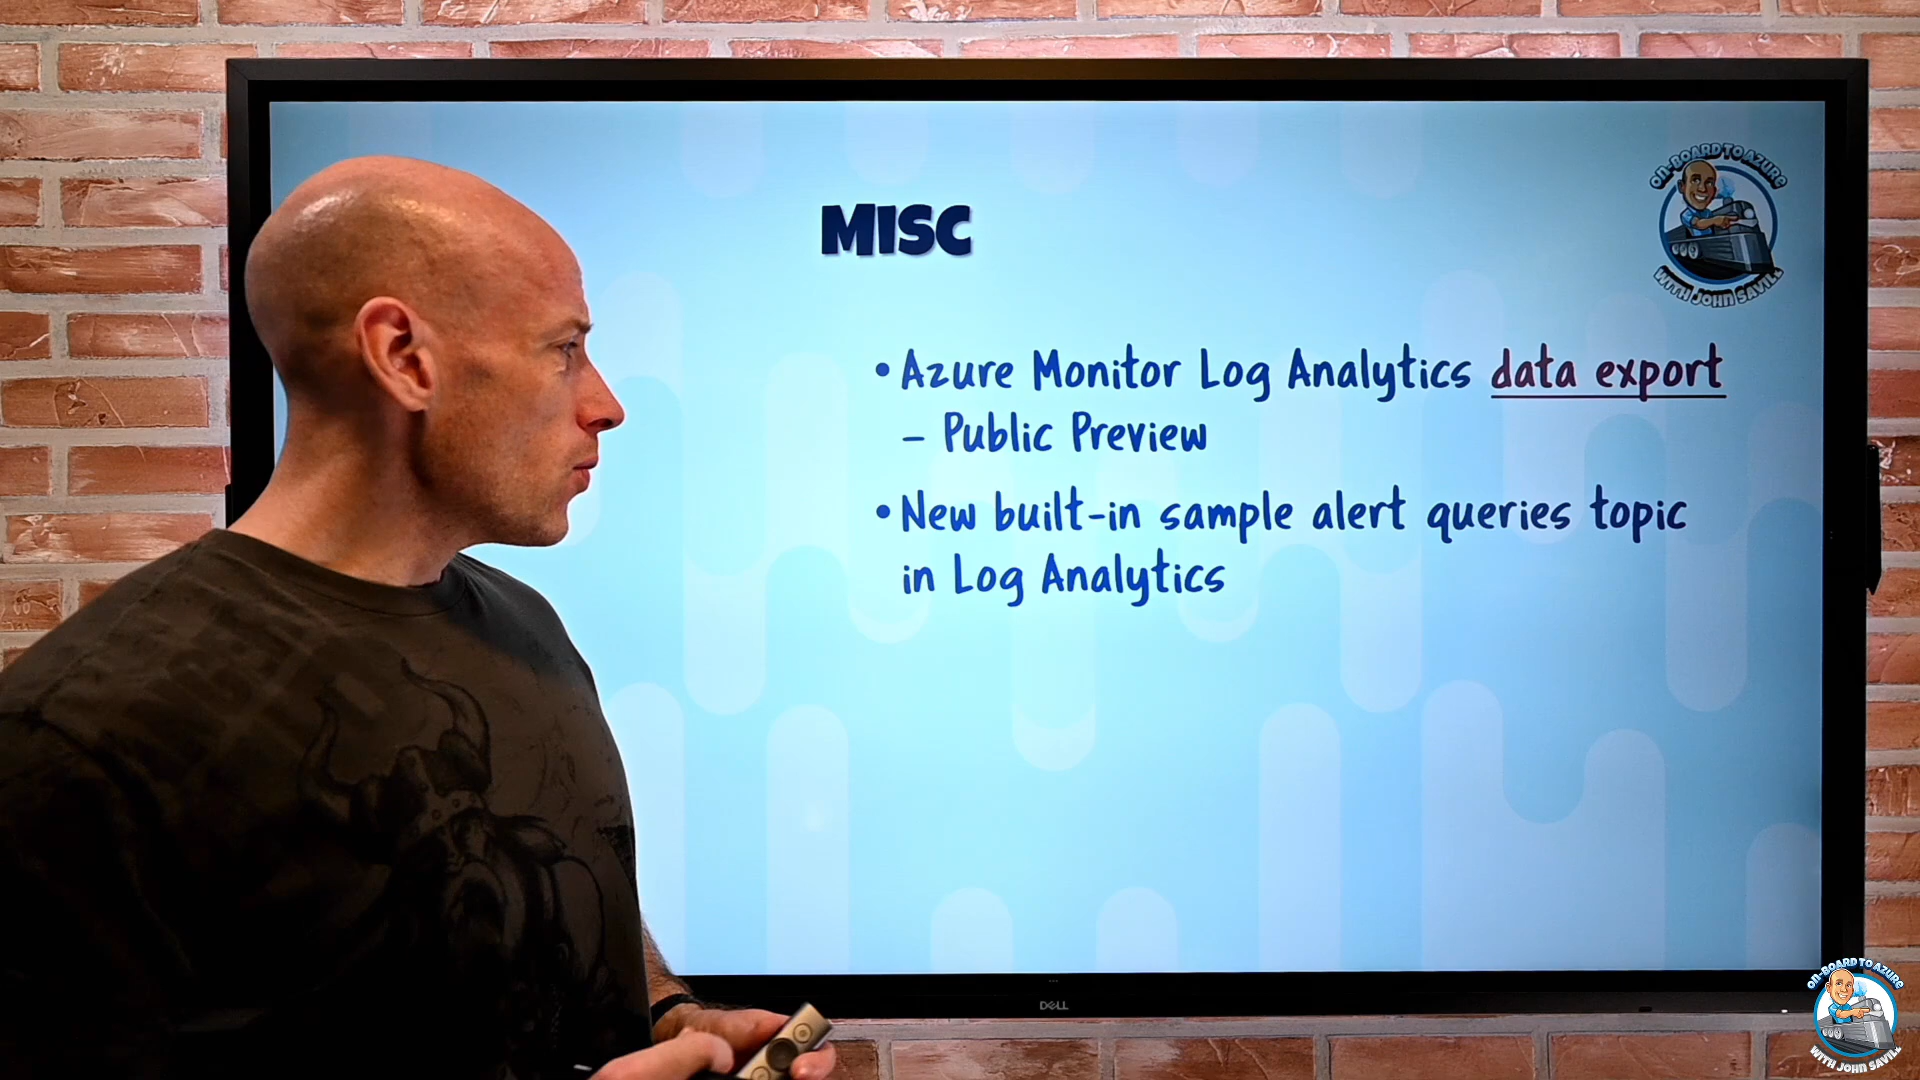 MISC
ON-BOARD TO AZURE
WITH JOHN SAVILL
• Azure Monitor Log Analytics data export
– Public Preview
• New built-in sample alert queries topic
in Log Analytics
DELL
ON-BOARD TO AZURE
WITH JOHN SAVILL